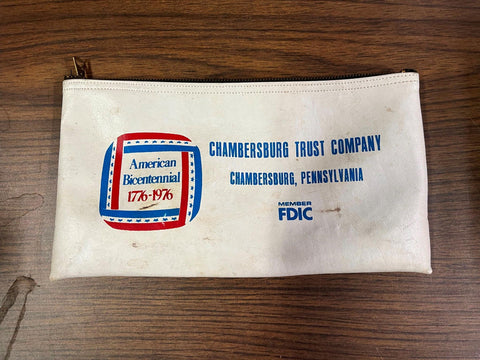 American
Bicentennial
1776-1976
CHAMBERSBURG TRUST COMPANY
CHAMBERSBURG, PENNSYLVANIA
MEMBER
FDIC